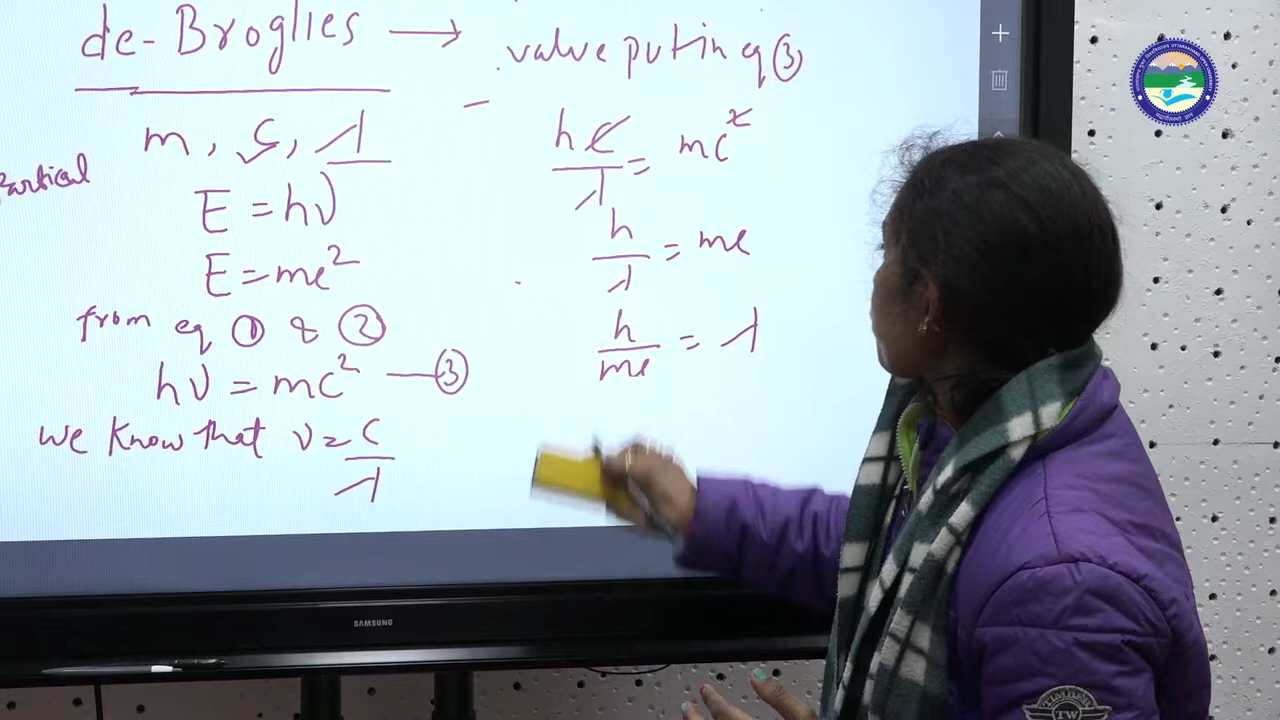 de-Broglies →
m, c, λ
Partical
E = hν
E = mc²
from eq ① & ②
hν = mc² — ③
We Know that ν = c/λ
value put in eq ③
hc/λ = mc²
h/λ = mc
h/mc = λ
SAMSUNG
TW